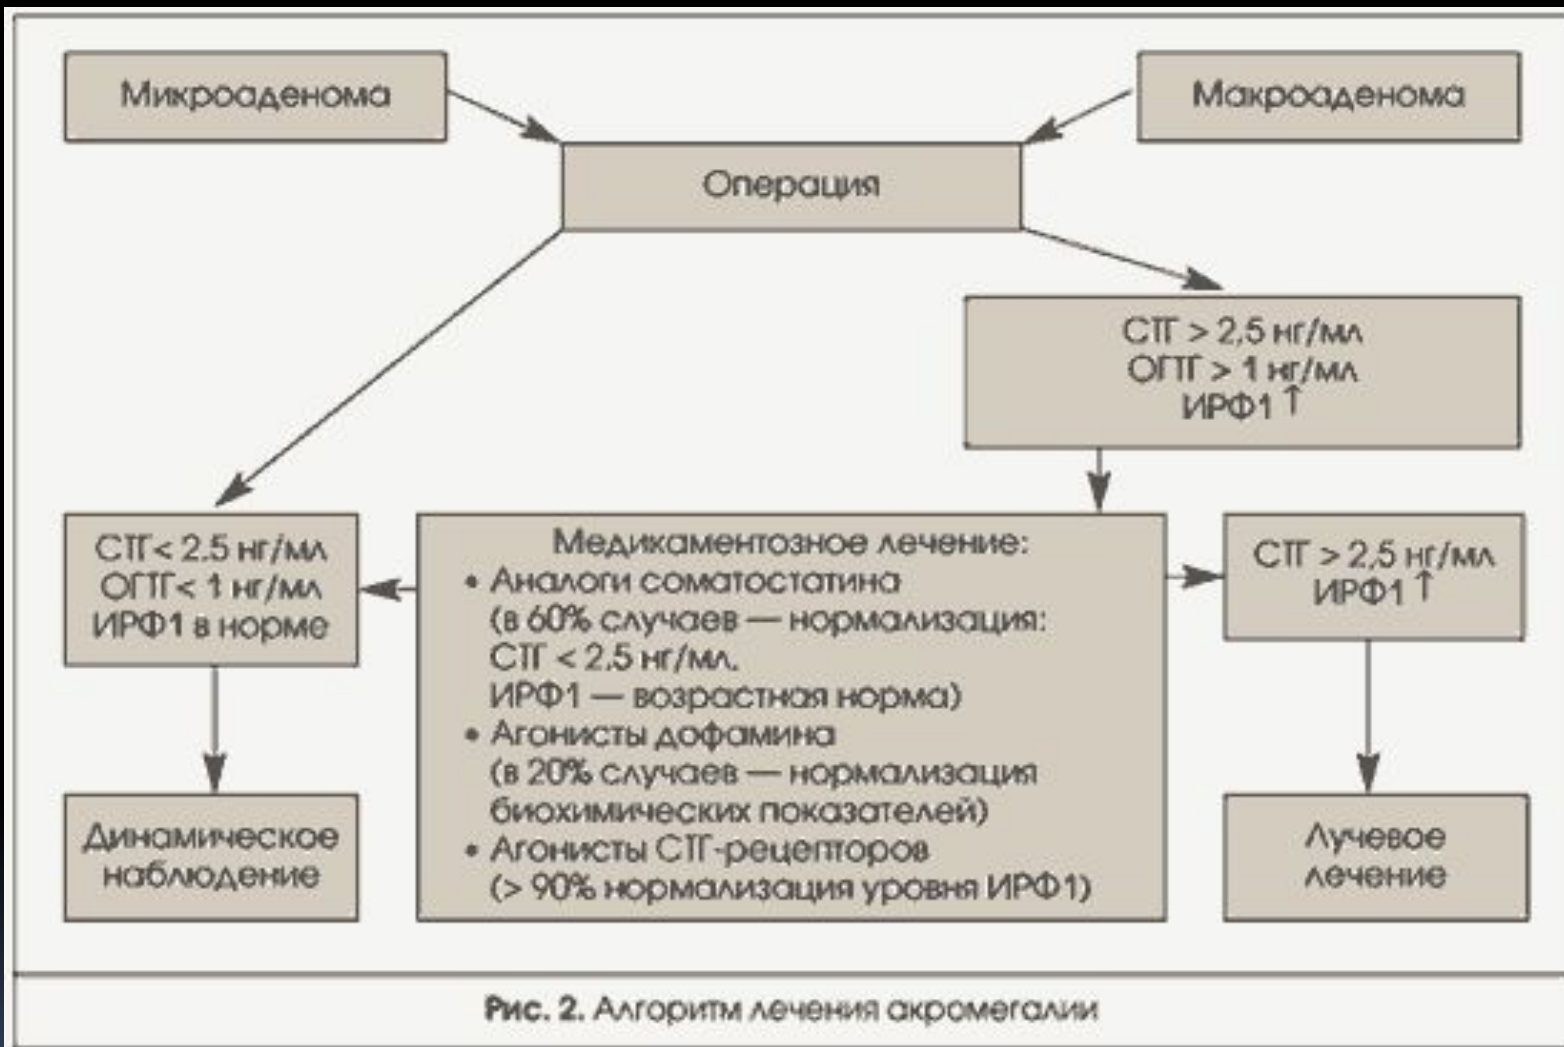 Микроаденома
Макроаденома
Операция
СТГ > 2,5 нг/мл
ОГТГ > 1 нг/мл
ИРФ1 ↑
СТГ < 2.5 нг/мл
ОГТГ < 1 нг/мл
ИРФ1 в норме
Медикаментозное лечение:
• Аналоги соматостатина
(в 60% случаев — нормализация:
СТГ < 2.5 нг/мл.
ИРФ1 — возрастная норма)
• Агонисты дофамина
(в 20% случаев — нормализация
биохимических показателей)
• Агонисты СТГ-рецепторов
(> 90% нормализация уровня ИРФ1)
СТГ > 2,5 нг/мл
ИРФ1 ↑
Динамическое
наблюдение
Лучевое
лечение
Рис. 2. Алгоритм лечения акромегалии